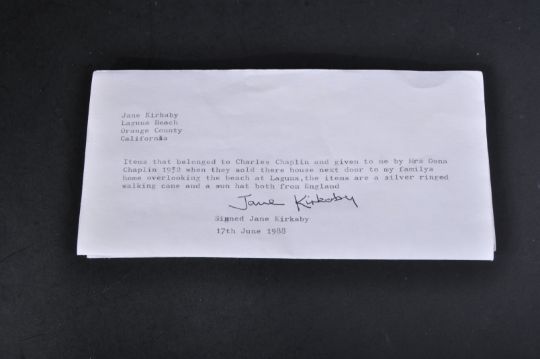 Jane Kirkaby
Laguna Beach
Orange County
California
Items that belonged to Charles Chaplin and given to me by Mrs Oona
Chaplin 1952 when they sold there house next door to my familys
home overlooking the beach at Laguna,the items are a silver ringed
walking cane and a sun hat both from England
Jane Kirkaby
Signed Jane Kirkaby
17th June 1988